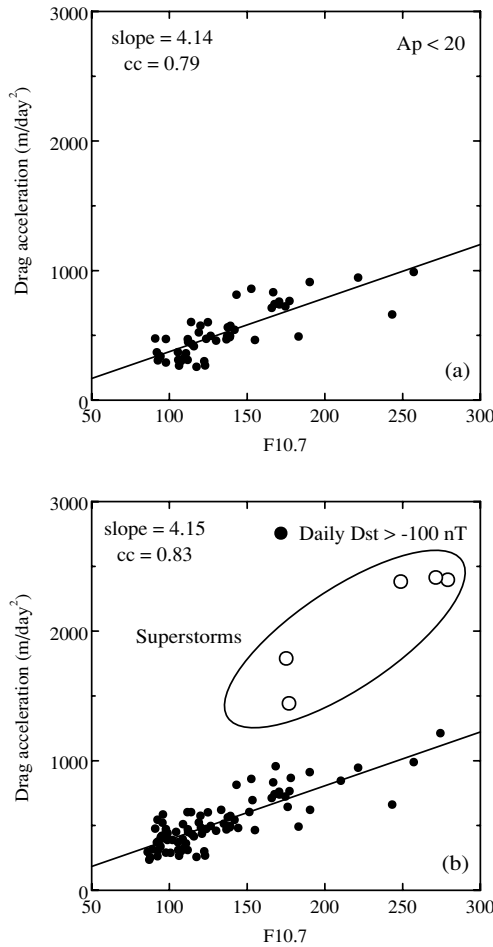 3000
slope = 4.14
cc = 0.79
Ap < 20
2000
1000
0
Drag acceleration (m/day²)
(a)
50 100 150 200 250 300
F10.7
3000
slope = 4.15
cc = 0.83
Daily Dst > -100 nT
2000
Superstorms
1000
0
Drag acceleration (m/day²)
(b)
50 100 150 200 250 300
F10.7